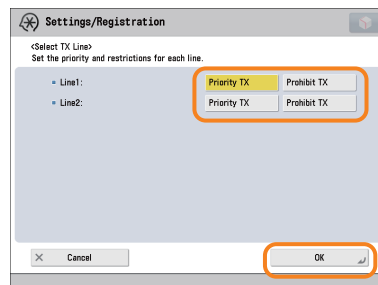 Settings/Registration
<Select TX Line>
Set the priority and restrictions for each line.
Line1: Priority TX Prohibit TX
Line2: Priority TX Prohibit TX
Cancel OK